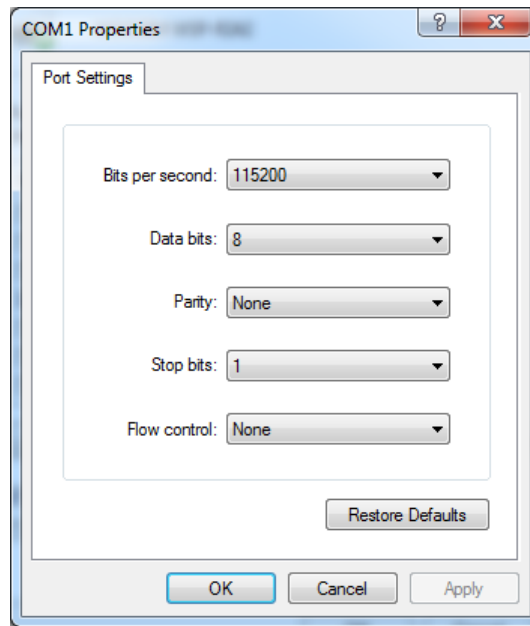 COM1 Properties
Port Settings
Bits per second: 115200
Data bits: 8
Parity: None
Stop bits: 1
Flow control: None
Restore Defaults
OK Cancel Apply